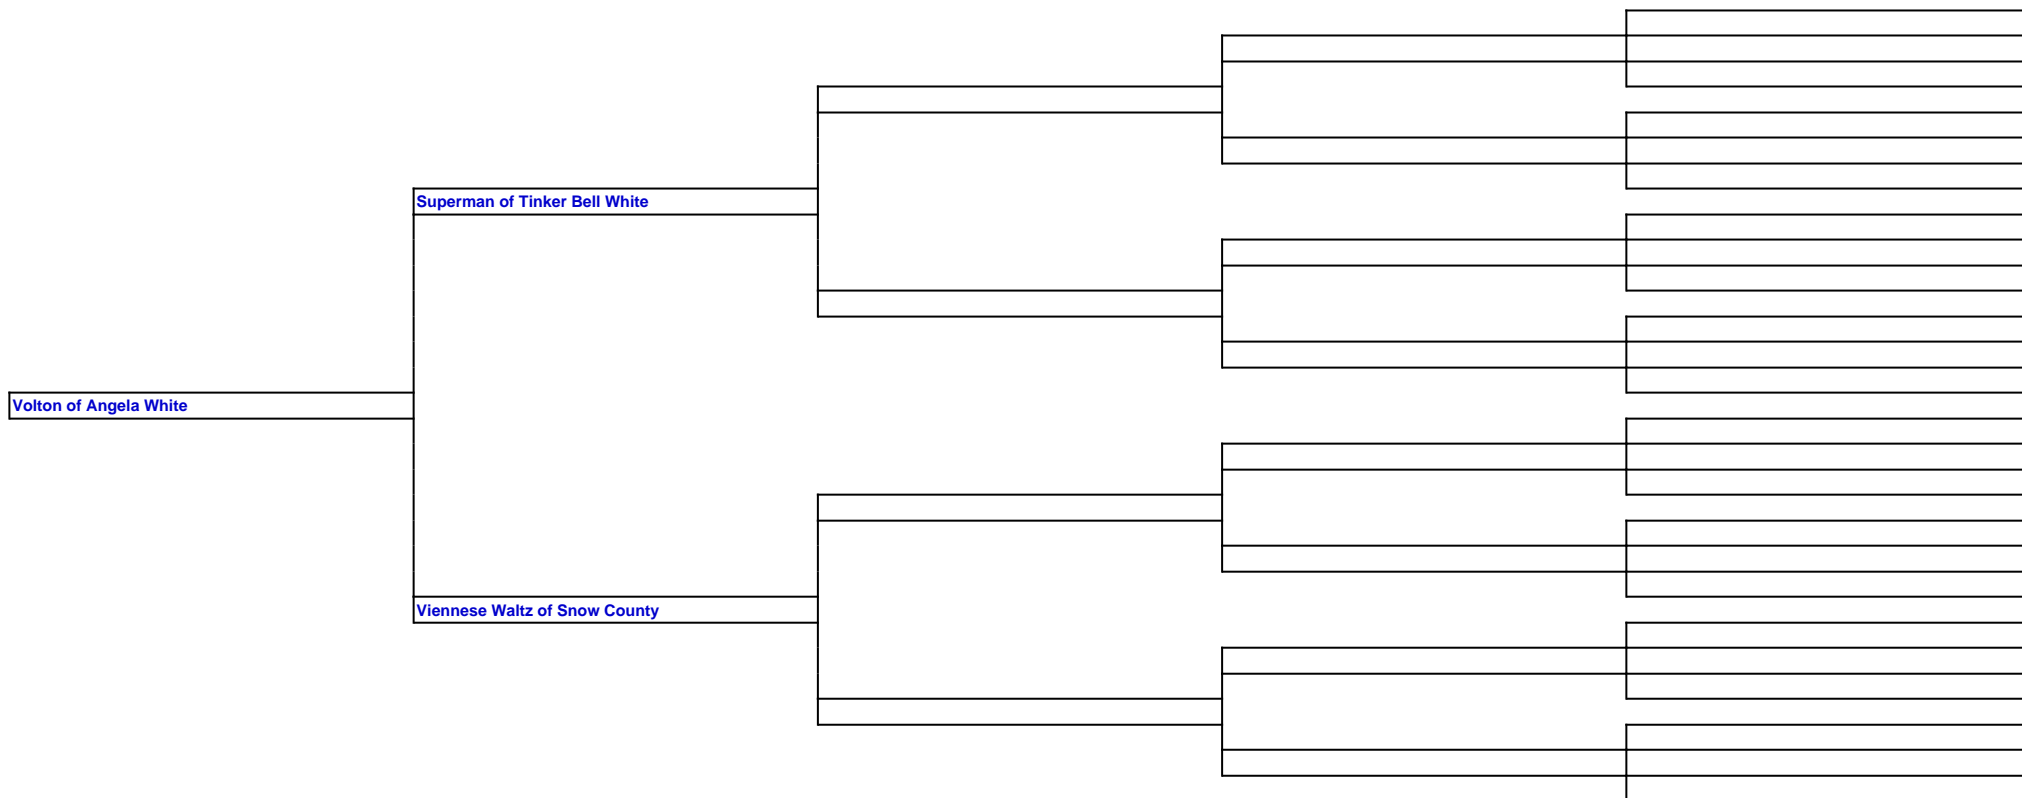 Superman of Tinker Bell White
Volton of Angela White
Viennese Waltz of Snow County